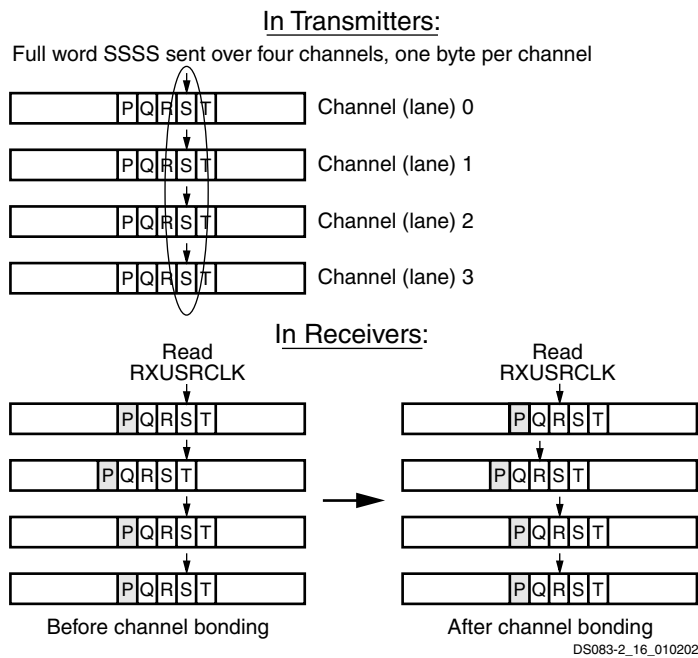 In Transmitters:
Full word SSSS sent over four channels, one byte per channel
P Q R S T Channel (lane) 0
P Q R S T Channel (lane) 1
P Q R S T Channel (lane) 2
P Q R S T Channel (lane) 3
In Receivers:
Read
RXUSRCLK
P Q R S T
P Q R S T
P Q R S T
P Q R S T
Before channel bonding
Read
RXUSRCLK
P Q R S T
P Q R S T
P Q R S T
P Q R S T
After channel bonding
DS083-2_16_010202